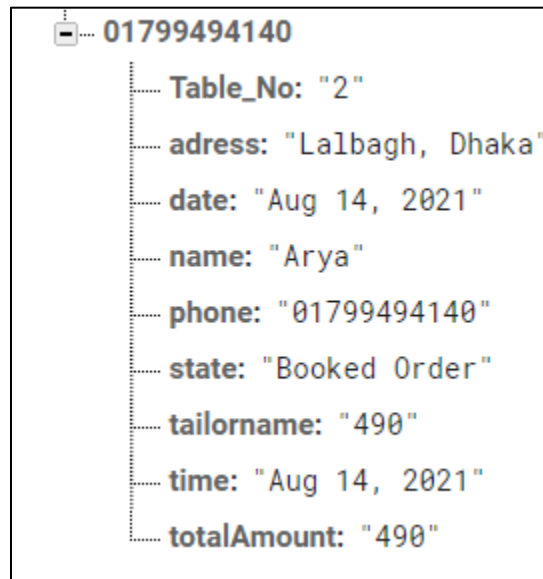 01799494140
Table_No: "2"
adress: "Lalbagh, Dhaka"
date: "Aug 14, 2021"
name: "Arya"
phone: "01799494140"
state: "Booked Order"
tailorname: "490"
time: "Aug 14, 2021"
totalAmount: "490"